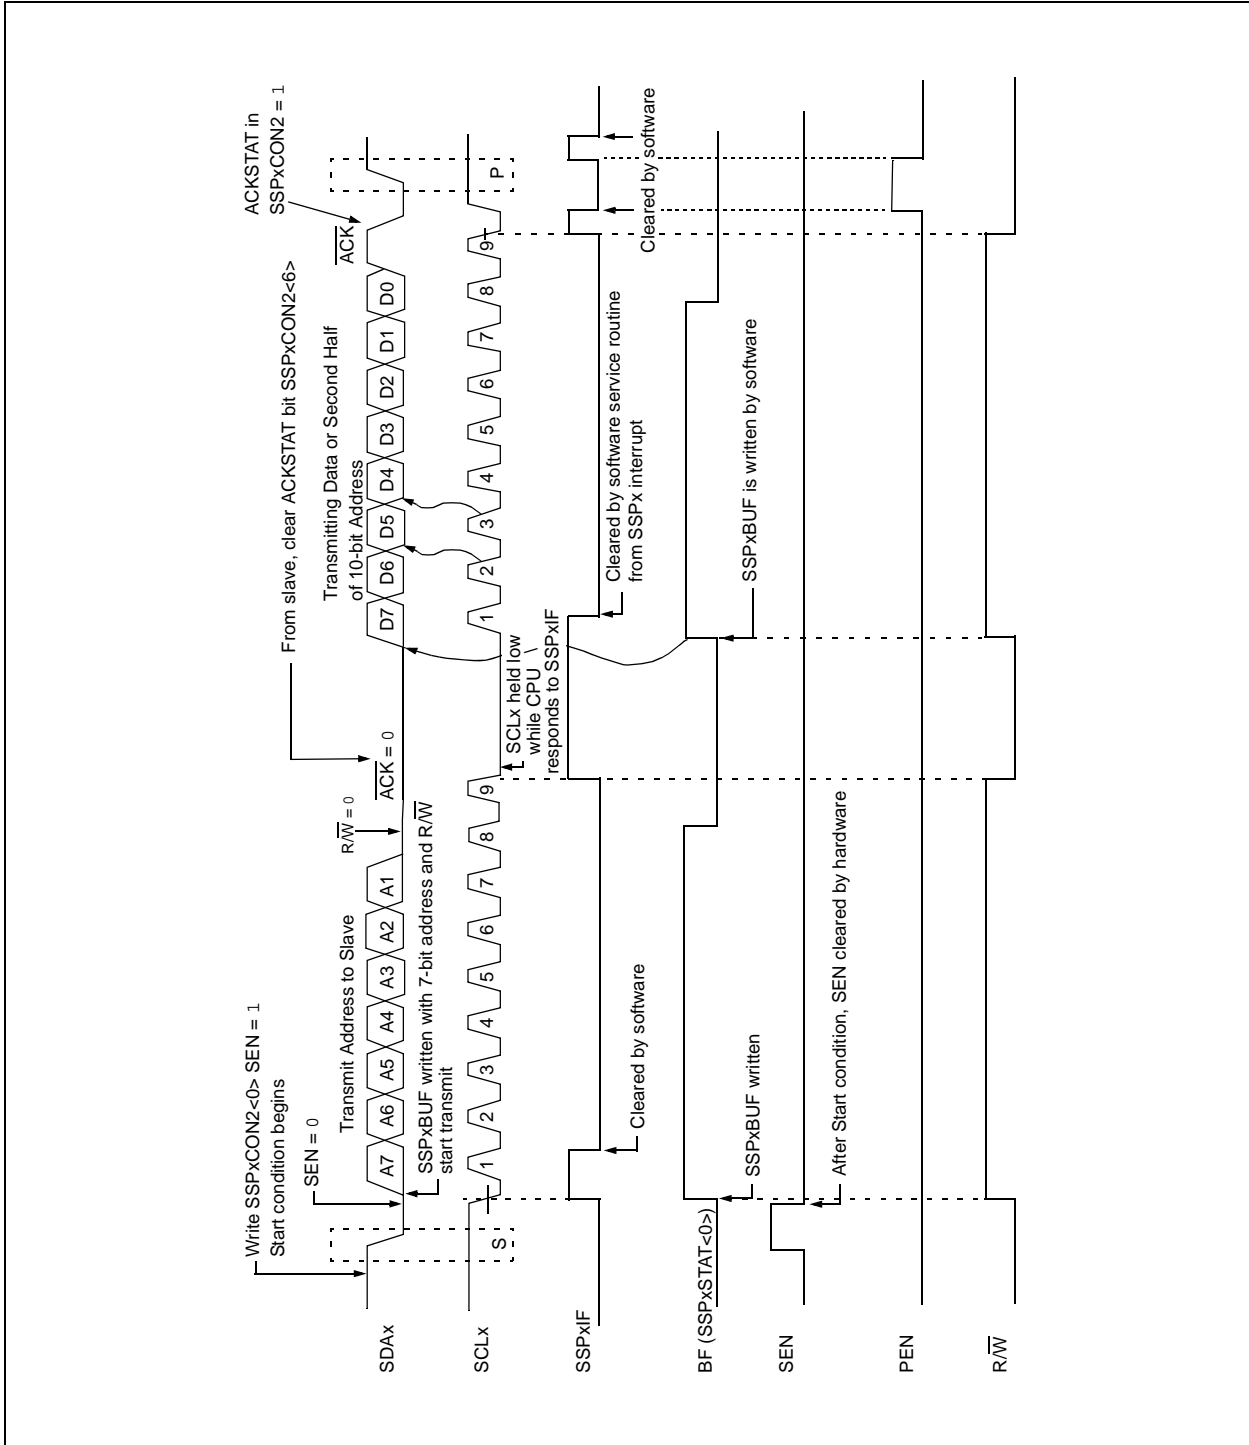 Write SSPxCON2<0> SEN = 1
Start condition begins
SEN = 0
From slave, clear ACKSTAT bit SSPxCON2<6>
ACKSTAT in
SSPxCON2 = 1
Transmit Address to Slave
R/W = 0
ACK = 0
Transmitting Data or Second Half
of 10-bit Address
ACK
SDAx
A7 A6 A5 A4 A3 A2 A1
D7 D6 D5 D4 D3 D2 D1 D0
SSPxBUF written with 7-bit address and R/W
start transmit
SCLx
S
1 2 3 4 5 6 7 8 9
1 2 3 4 5 6 7 8 9
P
SCLx held low
while CPU
responds to SSPxIF
SSPxIF
Cleared by software
Cleared by software service routine
from SSPx interrupt
Cleared by software
BF (SSPxSTAT<0>)
SSPxBUF written
SSPxBUF is written by software
SEN
After Start condition, SEN cleared by hardware
PEN
R/W